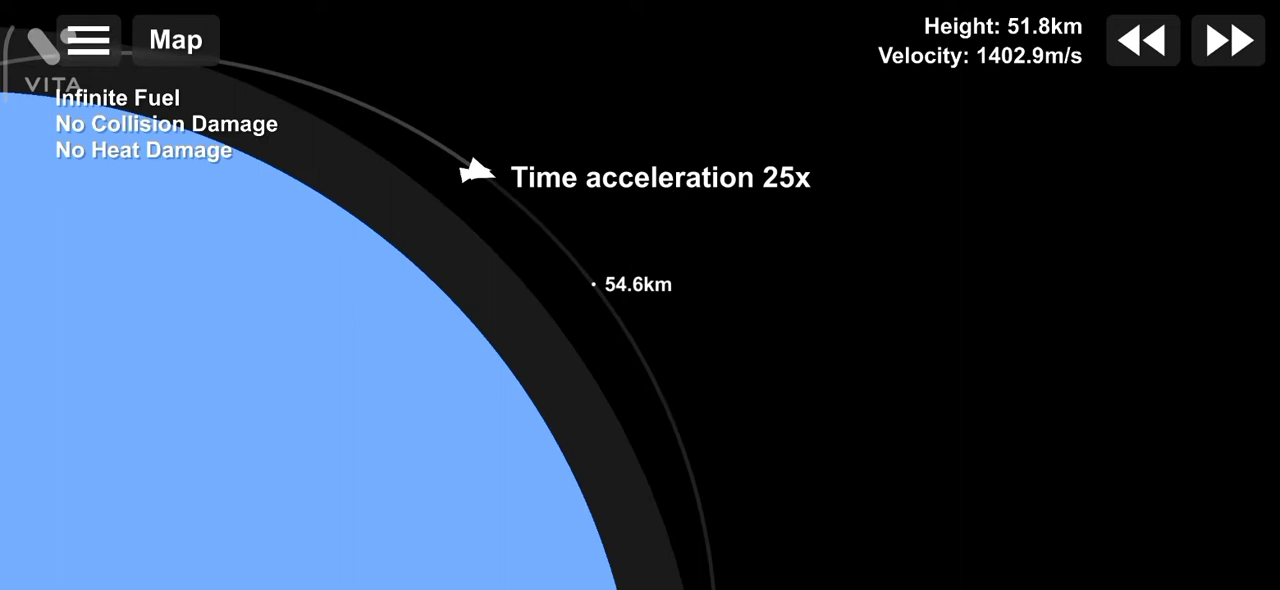 Map
Height: 51.8km
Velocity: 1402.9m/s
VITA
Infinite Fuel
No Collision Damage
No Heat Damage
Time acceleration 25x
54.6km